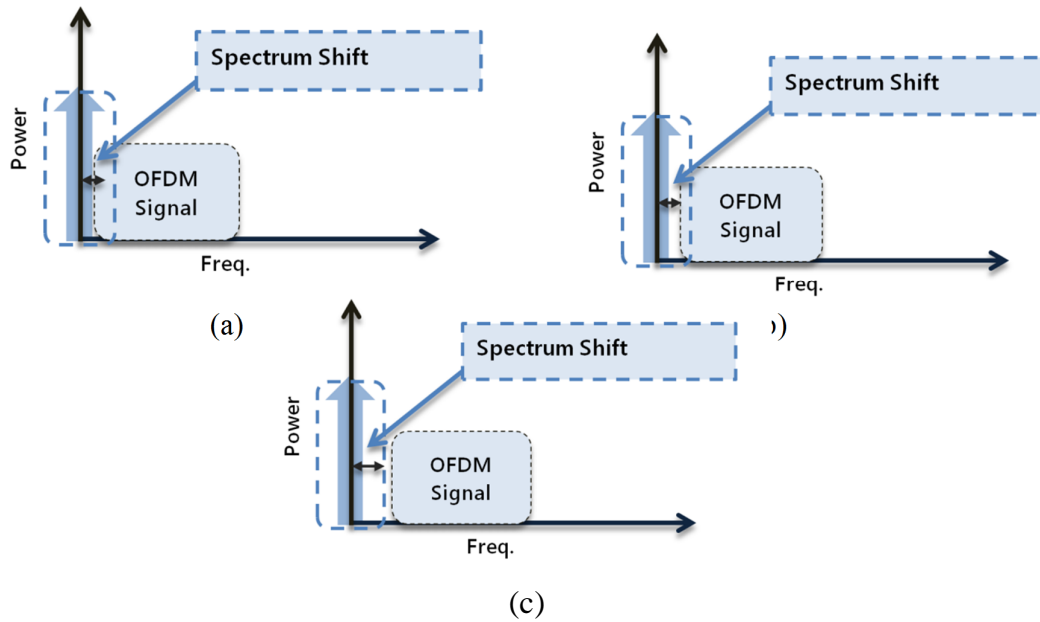 Spectrum Shift
Power
OFDM
Signal
Freq.
(a)
Spectrum Shift
Power
OFDM
Signal
Freq.
)
Spectrum Shift
Power
OFDM
Signal
Freq.
(c)